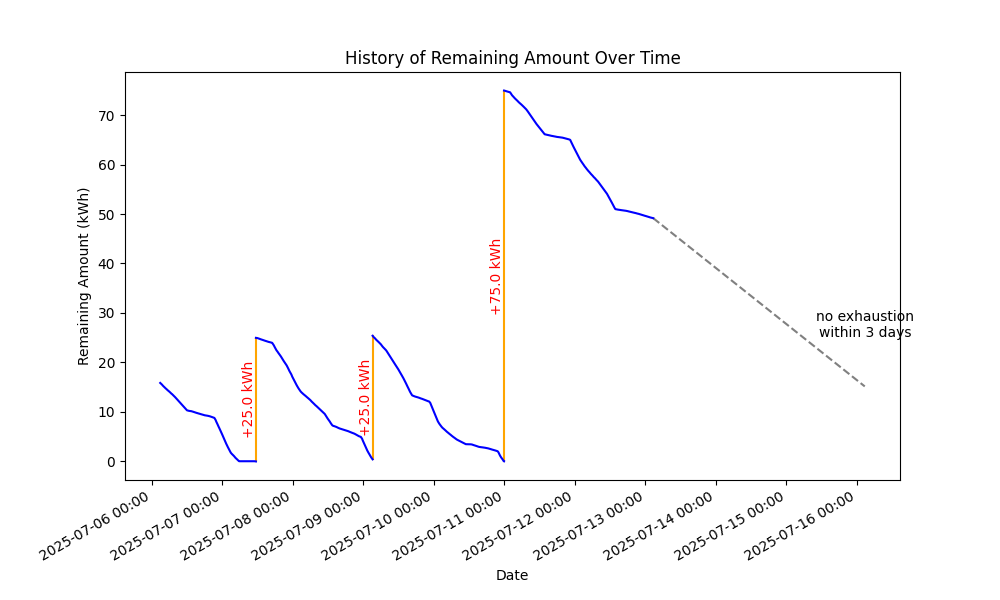 History of Remaining Amount Over Time
Remaining Amount (kWh)
70
60
50
40
30
20
10
0
+25.0 kWh
+25.0 kWh
+75.0 kWh
no exhaustion
within 3 days
2025-07-06 00:00
2025-07-07 00:00
2025-07-08 00:00
2025-07-09 00:00
2025-07-10 00:00
2025-07-11 00:00
2025-07-12 00:00
2025-07-13 00:00
2025-07-14 00:00
2025-07-15 00:00
2025-07-16 00:00
Date